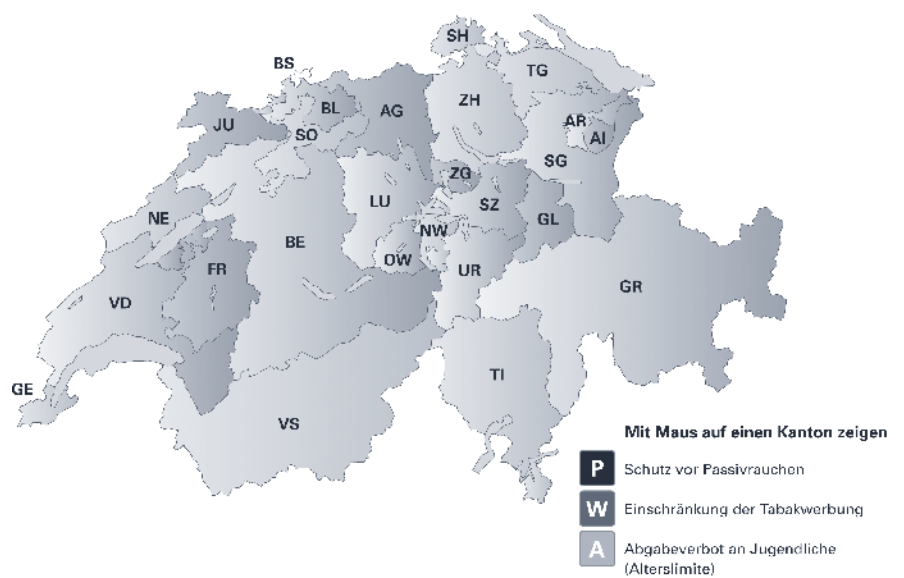 SH
BS
TG
BL
AG
ZH
JU
SO
AR
AI
SG
ZG
LU
SZ
NE
GL
NW
BE
OW
FR
UR
GR
VD
TI
GE
VS
Mit Maus auf einen Kanton zeigen
P Schutz vor Passivrauchen
W Einschränkung der Tabakwerbung
A Abgabeverbot an Jugendliche
(Alterslimite)